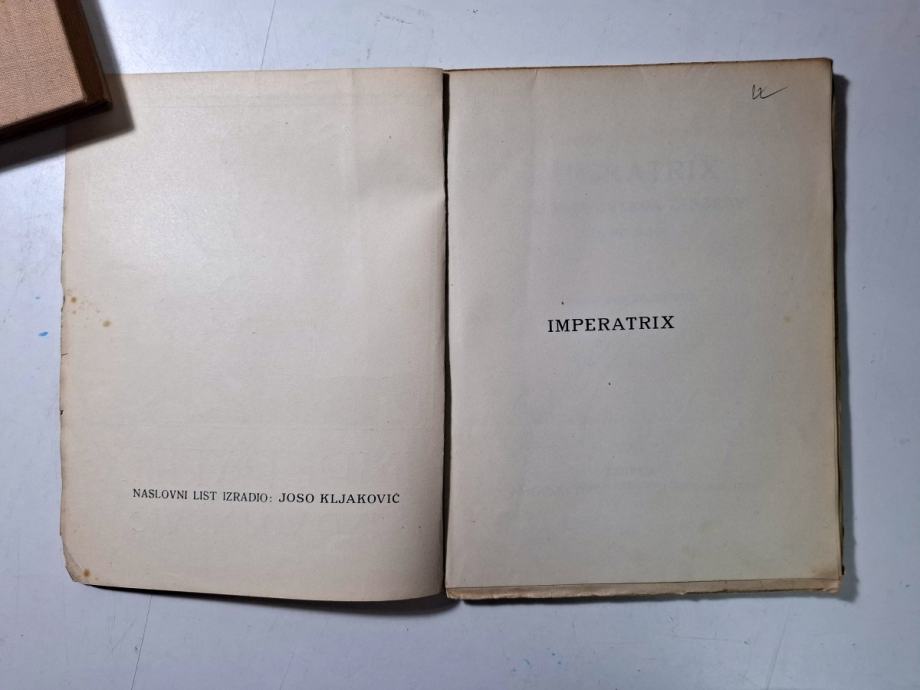 NASLOVNI LIST IZRADIO: JOSO KLJAKOVIĆ
IMPERATRIX